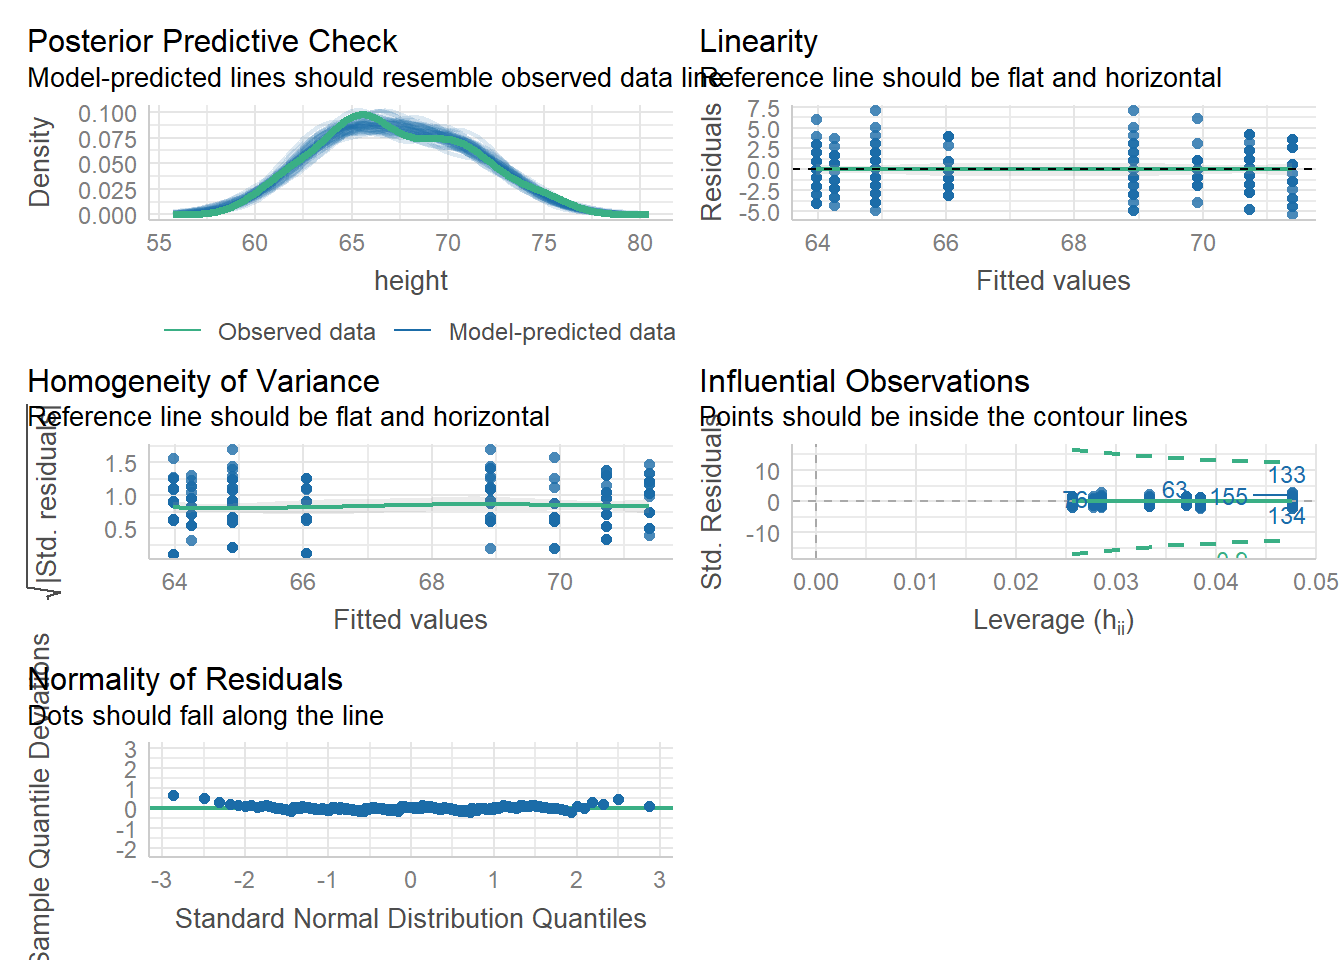 Posterior Predictive Check
Model-predicted lines should resemble observed data line
Density
0.100
0.075
0.050
0.025
0.000
55 60 65 70 75 80
height
Observed data Model-predicted data
Linearity
Reference line should be flat and horizontal
Residuals
7.5
5.0
2.5
0.0
-2.5
-5.0
64 66 68 70
Fitted values
Homogeneity of Variance
Reference line should be flat and horizontal
√|Std. residuals|
1.5
1.0
0.5
64 66 68 70
Fitted values
Influential Observations
Points should be inside the contour lines
Std. Residuals
10
0
-10
133
63
155
134
0.9
0.00 0.01 0.02 0.03 0.04 0.05
Leverage (hii)
Normality of Residuals
Dots should fall along the line
Sample Quantile Deviations
3
2
1
0
-1
-2
-3 -2 -1 0 1 2 3
Standard Normal Distribution Quantiles